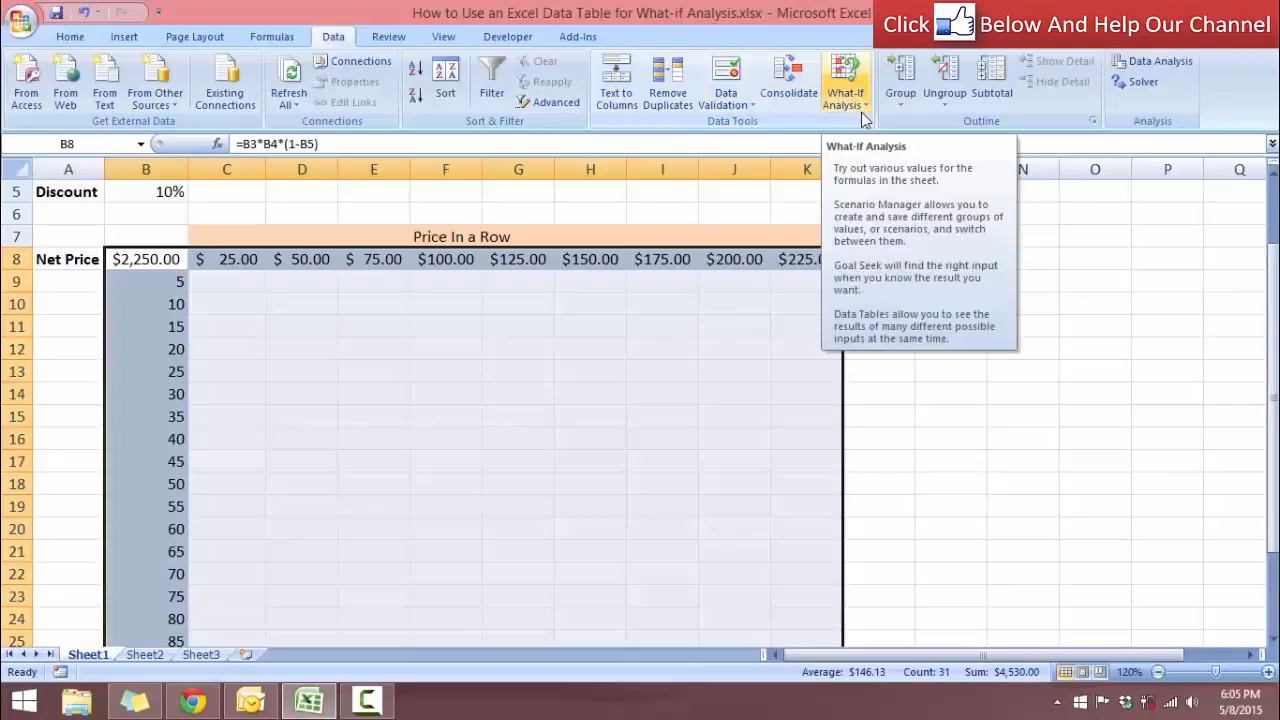 How to Use an Excel Data Table for What-if Analysis.xlsx - Microsoft Excel
Click Below And Help Our Channel
Home Insert Page Layout Formulas Data Review View Developer Add-Ins
From Access
From Web
From Text
From Other Sources
Existing Connections
Get External Data
Refresh All
Connections
Properties
Edit Links
Connections
Sort
Filter
Clear
Reapply
Advanced
Sort & Filter
Text to Columns
Remove Duplicates
Data Validation
Consolidate
What-If Analysis
Data Tools
Group
Ungroup
Subtotal
Show Detail
Hide Detail
Outline
Data Analysis
Solver
Analysis
B8 fx =B3*B4*(1-B5)
What-If Analysis
Try out various values for the
formulas in the sheet.
Scenario Manager allows you to
create and save different groups of
values, or scenarios, and switch
between them.
Goal Seek will find the right input
when you know the result you
want.
Data Tables allow you to see the
results of many different possible
inputs at the same time.
A B C D E F G H I J K N O P Q
5 Discount 10%
6
7 Price In a Row
8 Net Price $2,250.00 $ 25.00 $ 50.00 $ 75.00 $100.00 $125.00 $150.00 $175.00 $200.00 $225.0
9 5
10 10
11 15
12 20
13 25
14 30
15 35
16 40
17 45
18 50
19 55
20 60
21 65
22 70
23 75
24 80
25 85
Sheet1 Sheet2 Sheet3
Ready Average: $146.13 Count: 31 Sum: $4,530.00 120%
6:05 PM
5/8/2015